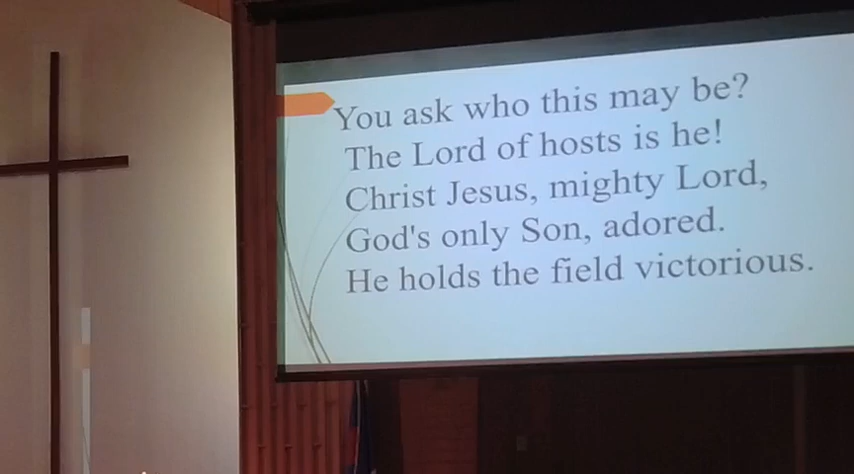 You ask who this may be?
The Lord of hosts is he!
Christ Jesus, mighty Lord,
God's only Son, adored.
He holds the field victorious.